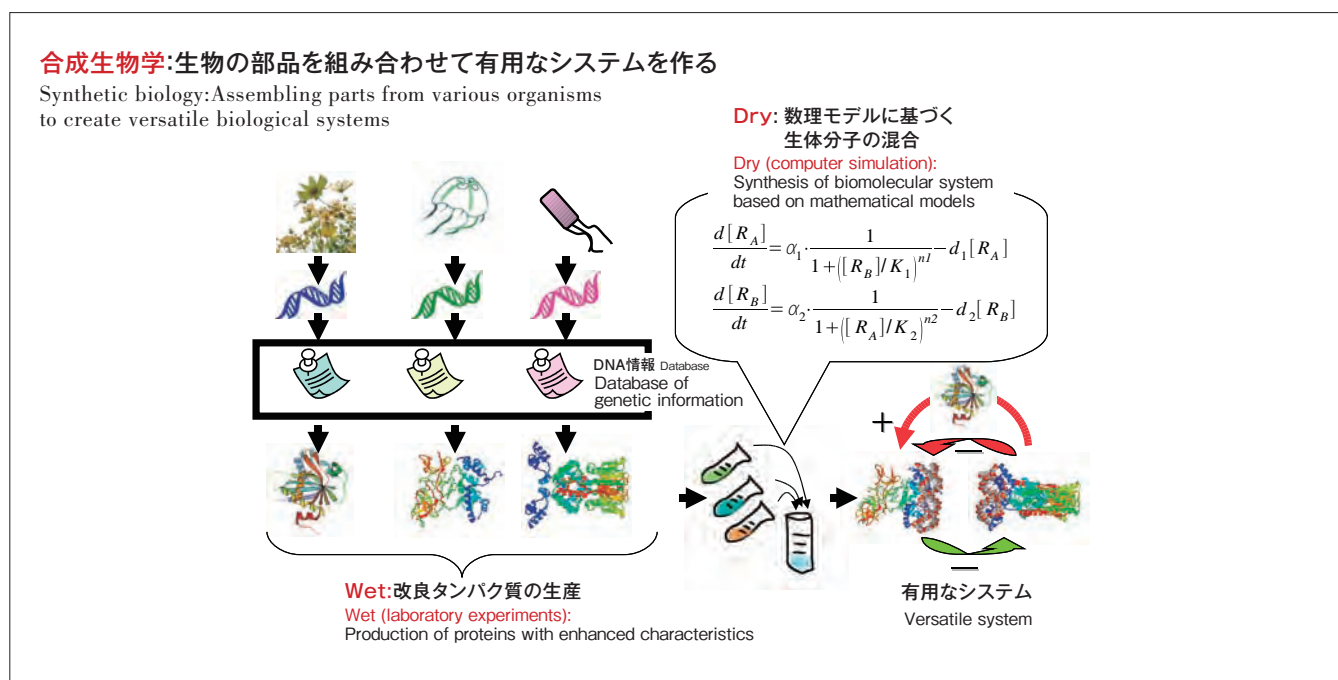 合成生物学:生物の部品を組み合わせて有用なシステムを作る
Synthetic biology:Assembling parts from various organisms
to create versatile biological systems
Dry: 数理モデルに基づく
生体分子の混合
Dry (computer simulation):
Synthesis of biomolecular system
based on mathematical models
d[R_A]/dt = α₁·1/(1+([R_B]/K₁)^{n1}) − d₁[R_A]
d[R_B]/dt = α₂·1/(1+([R_A]/K₂)^{n2}) − d₂[R_B]
DNA情報 Database
Database of
genetic information
+
−
−
Wet:改良タンパク質の生産
Wet (laboratory experiments):
Production of proteins with enhanced characteristics
有用なシステム
Versatile system